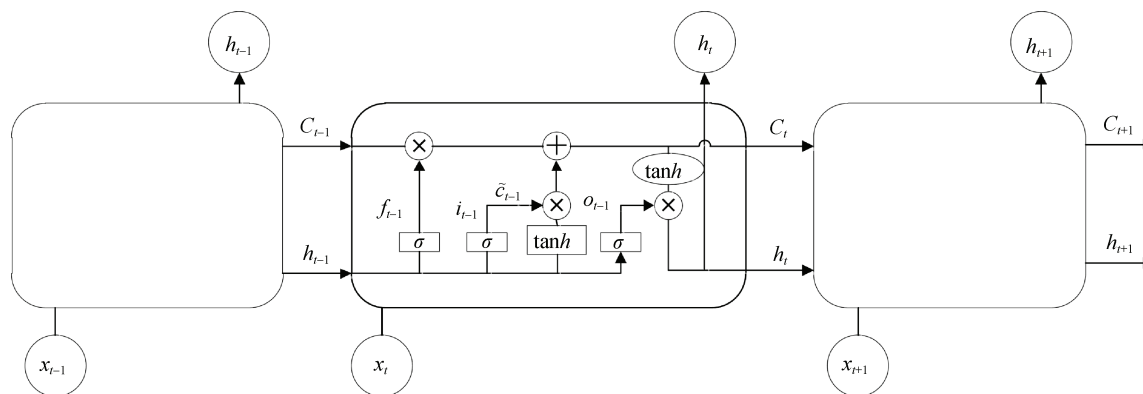 h_{t−1} h_t h_{t+1}
C_{t−1} C_t C_{t+1}
× +
tanh
c̃_{t−1} o_{t−1} × ×
f_{t−1} i_{t−1}
σ σ tanh σ
h_{t−1} h_t h_{t+1}
x_{t−1} x_t x_{t+1}